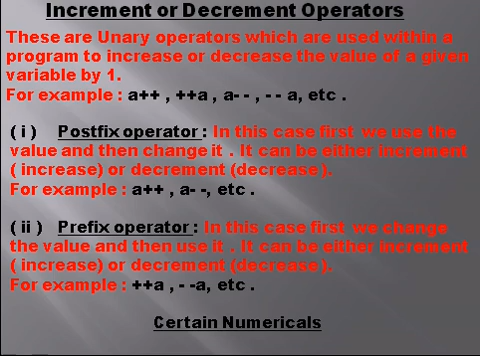 Increment or Decrement Operators
These are Unary operators which are used within a
program to increase or decrease the value of a given
variable by 1.
For example : a++ , ++a , a- - , - - a, etc .
( i ) Postfix operator : In this case first we use the
value and then change it . It can be either increment
( increase) or decrement (decrease).
For example : a++ , a- -, etc .
( ii ) Prefix operator : In this case first we change
the value and then use it . It can be either increment
( increase) or decrement (decrease).
For example : ++a , - -a, etc .
Certain Numericals